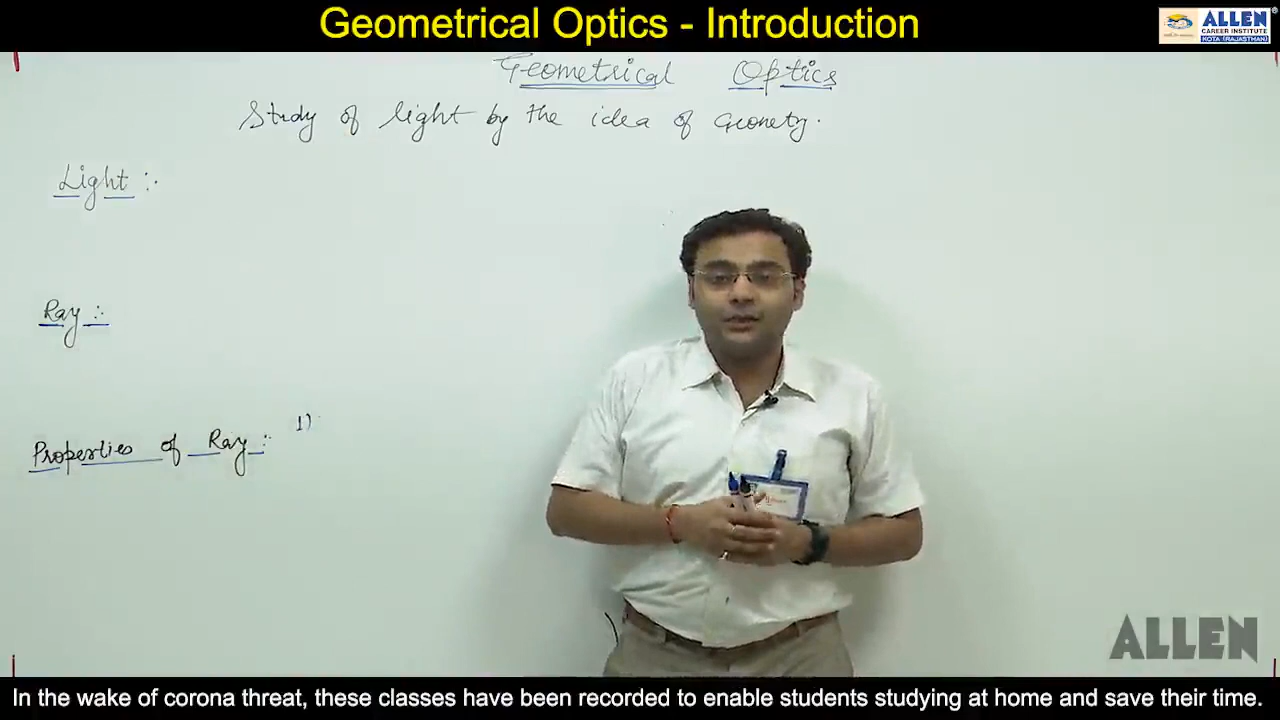 Geometrical Optics - Introduction
ALLEN
CAREER INSTITUTE
KOTA (RAJASTHAN)
Geometrical Optics
Study of light by the idea of Geomety.
Light :-
Ray :-
Properties of Ray :- 1)
ALLEN
In the wake of corona threat, these classes have been recorded to enable students studying at home and save their time.